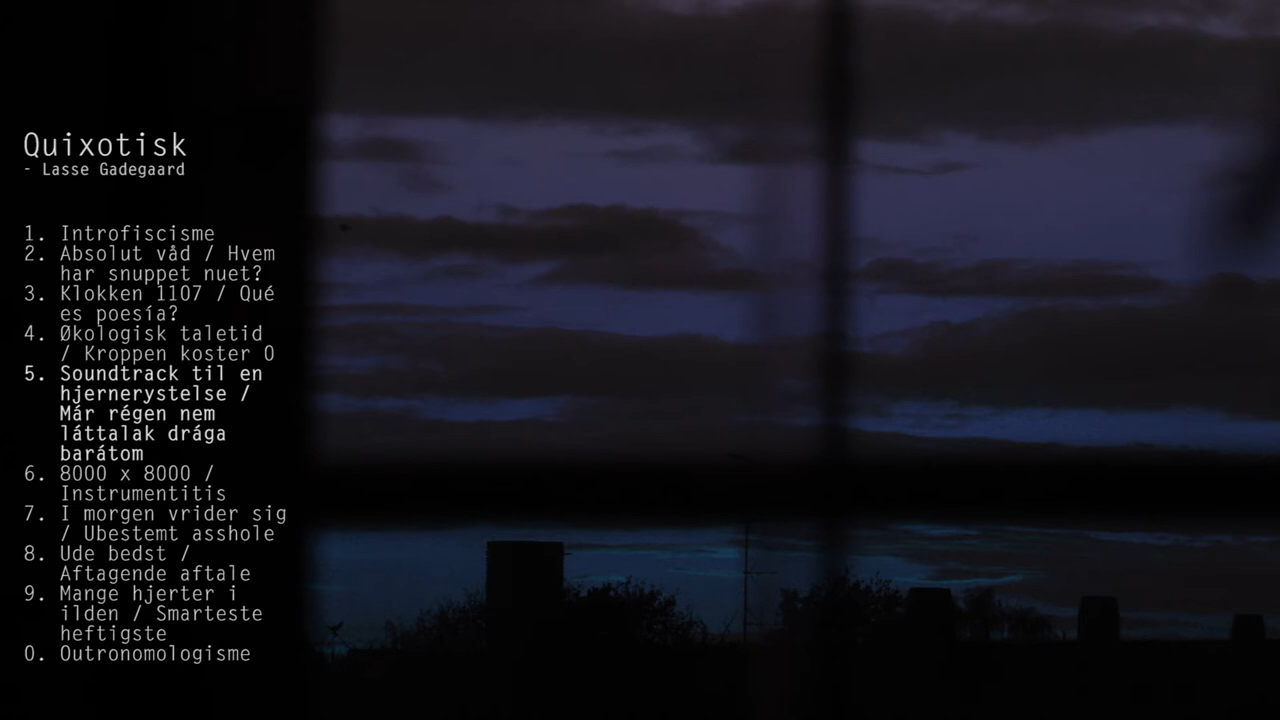 Quixotisk
- Lasse Gadegaard
1. Introfiscisme
2. Absolut våd / Hvem
har snuppet nuet?
3. Klokken 1107 / Qué
es poesía?
4. Økologisk taletid
/ Kroppen koster 0
5. Soundtrack til en
hjernerystelse /
Már régen nem
láttalak drága
barátom
6. 8000 x 8000 /
Instrumentitis
7. I morgen vrider sig
/ Ubestemt asshole
8. Ude bedst /
Aftagende aftale
9. Mange hjerter i
ilden / Smarteste
heftigste
0. Outronomologisme